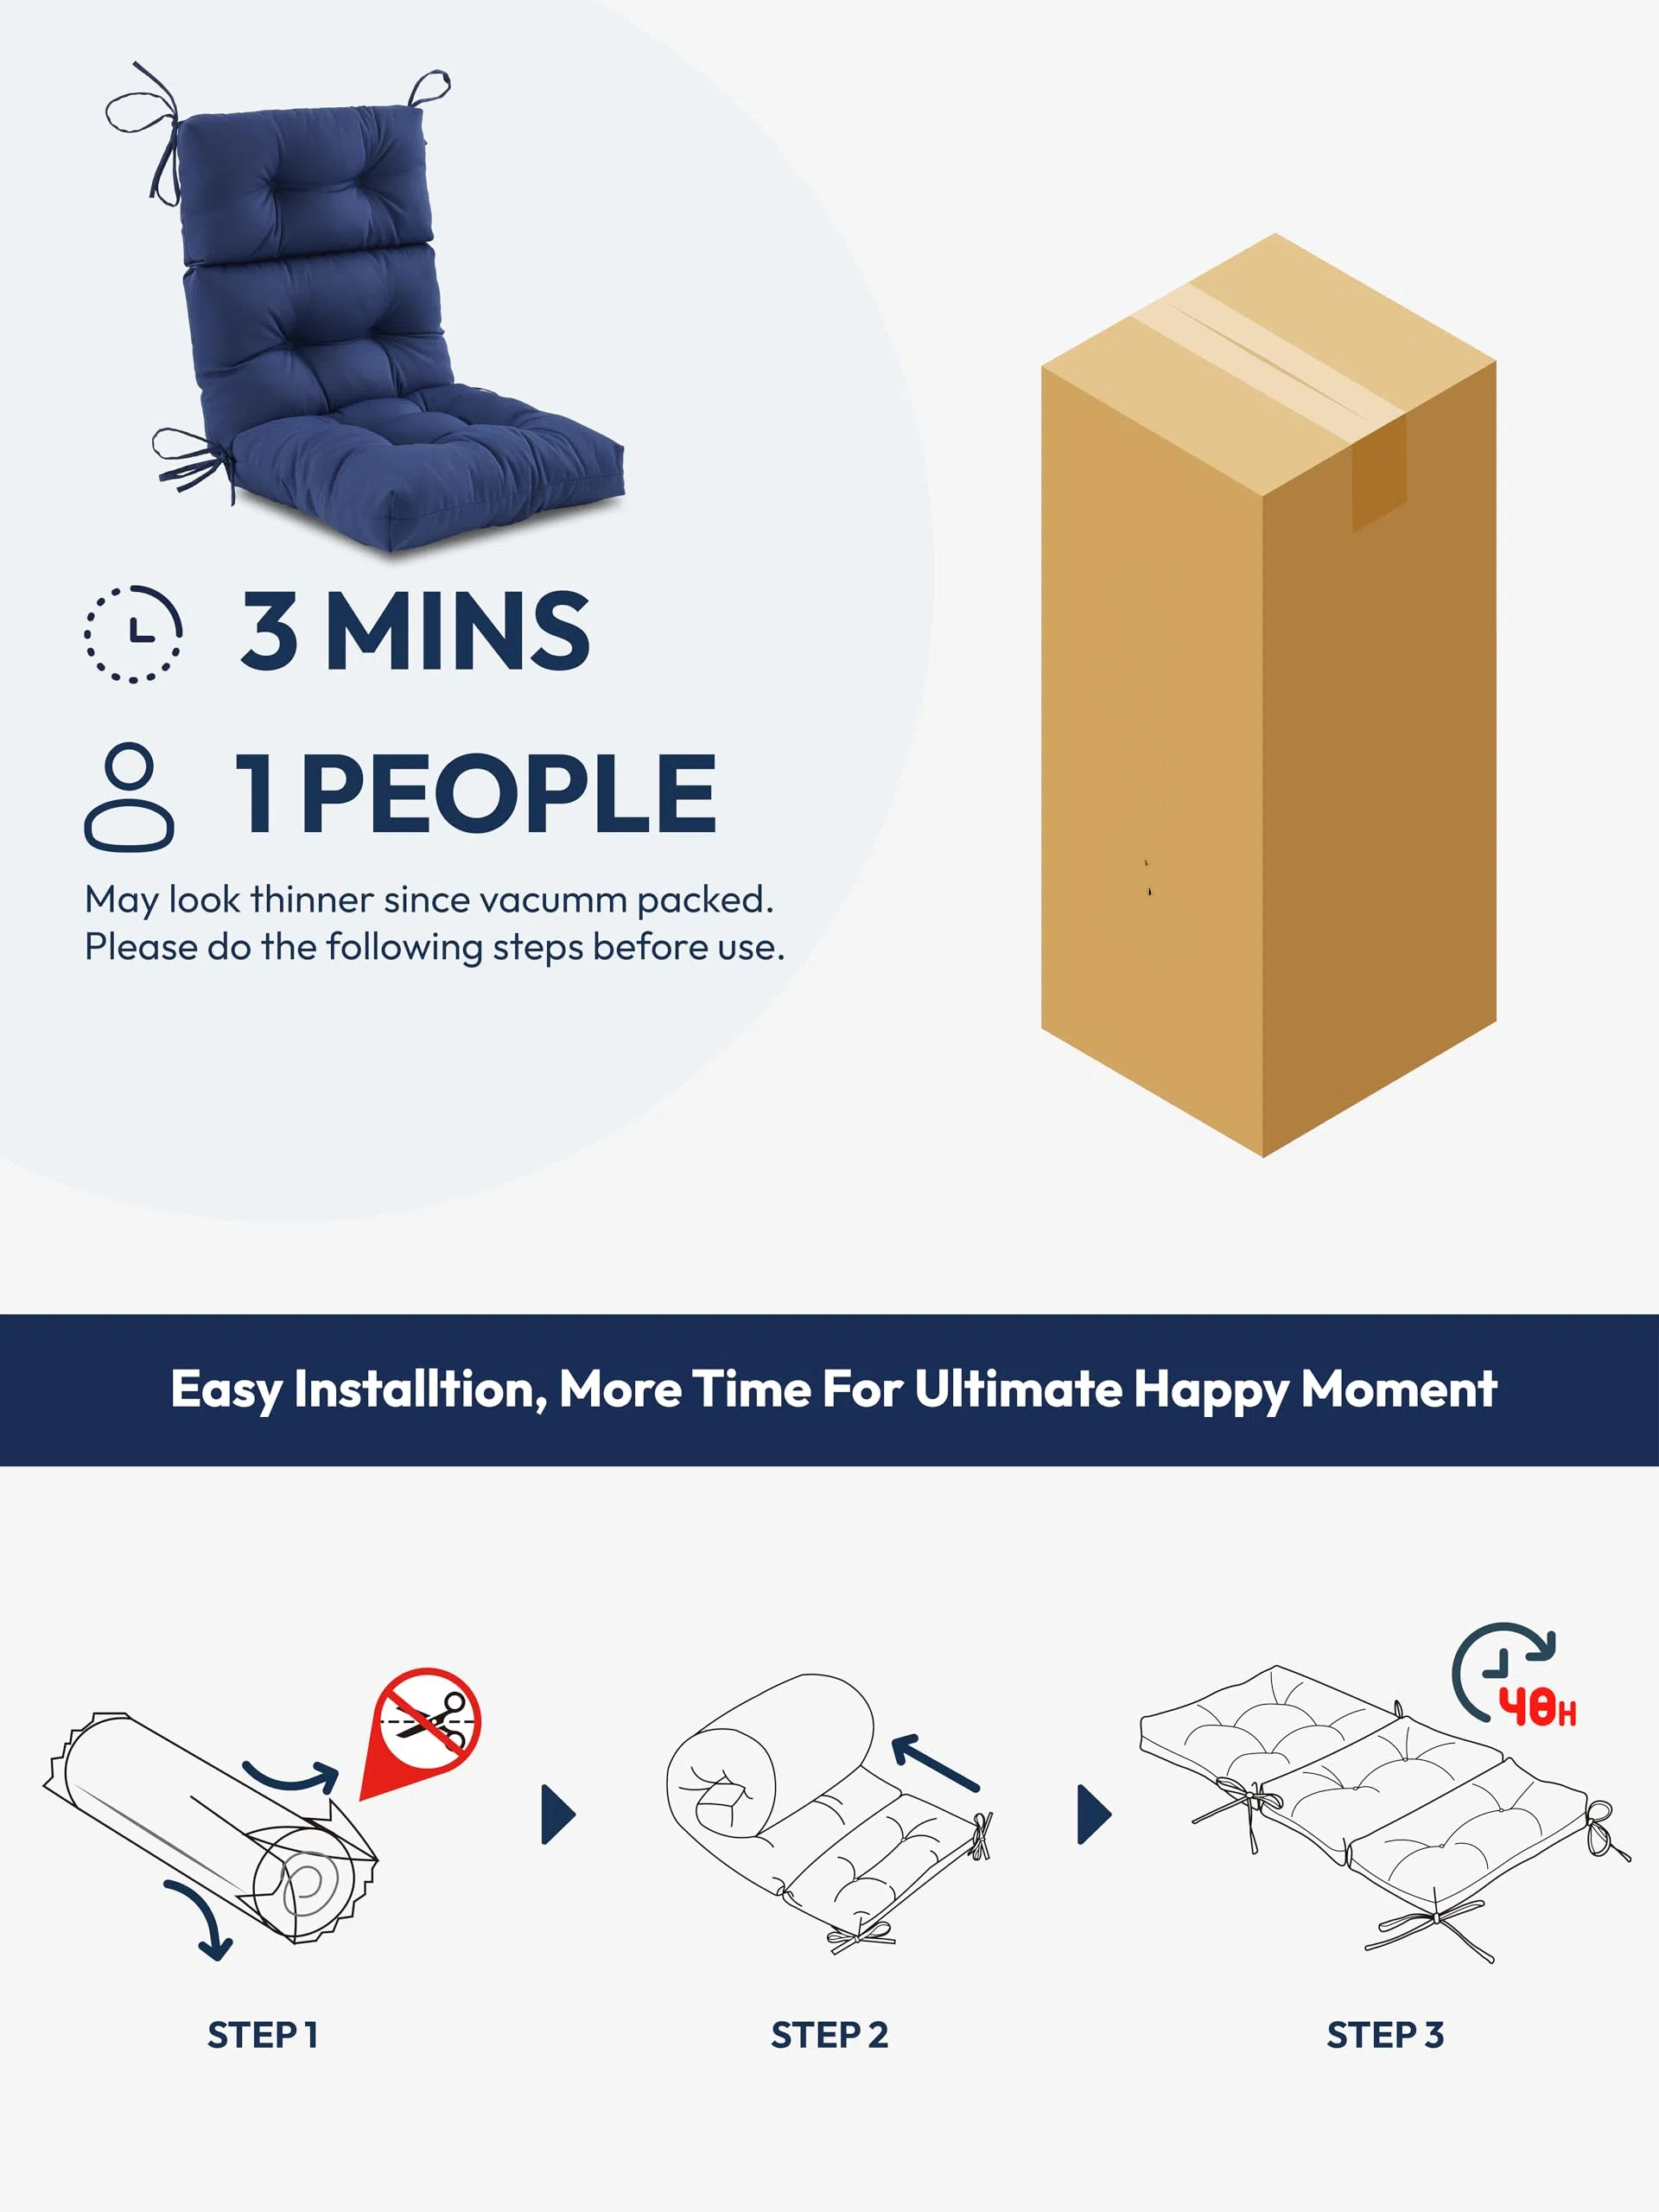 3 MINS
1 PEOPLE
May look thinner since vacumm packed.
Please do the following steps before use.
Easy Installtion, More Time For Ultimate Happy Moment
48H
STEP 1
STEP 2
STEP 3